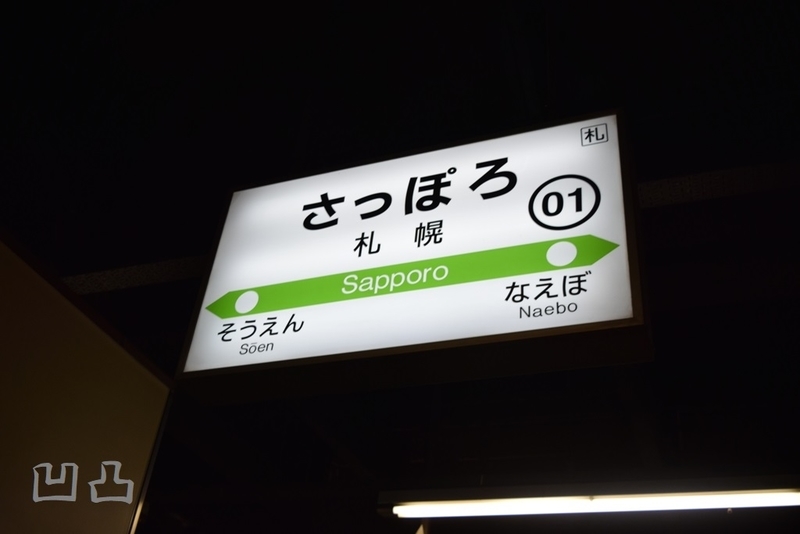 札
さっぽろ
01
札 幌
Sapporo
そうえん
なえぼ
Sōen
Naebo
凹凸